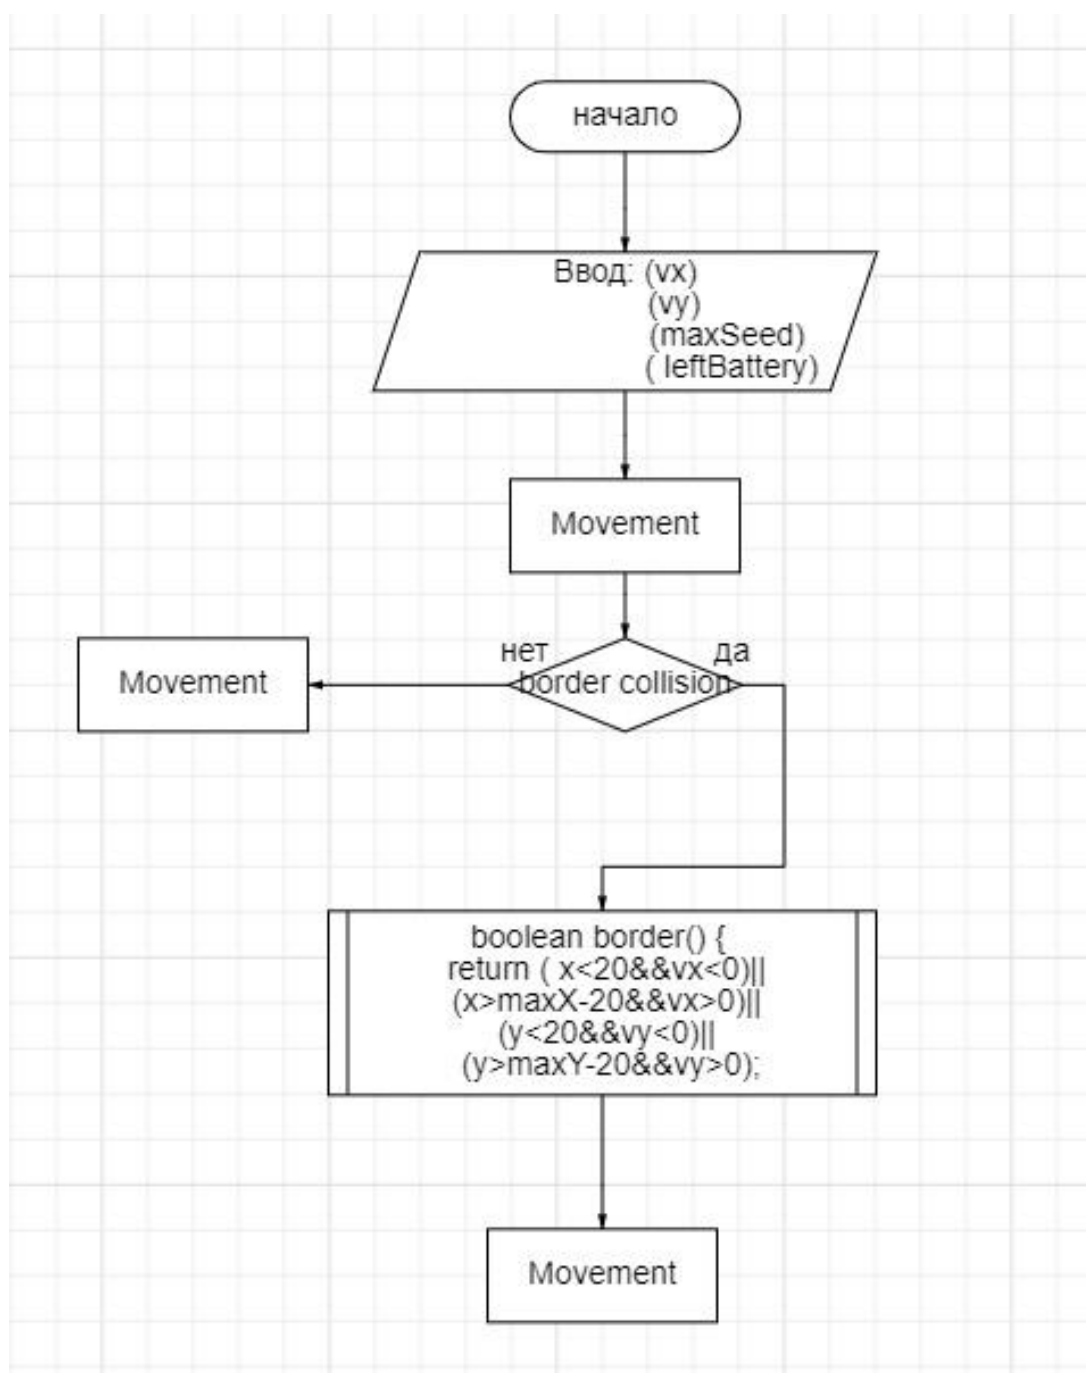 начало
Ввод: (vx)
(vy)
(maxSeed)
( leftBattery)
Movement
нет
да
border collision
Movement
boolean border() {
return ( x<20&&vx<0)||
(x>maxX-20&&vx>0)||
(y<20&&vy<0)||
(y>maxY-20&&vy>0);
Movement